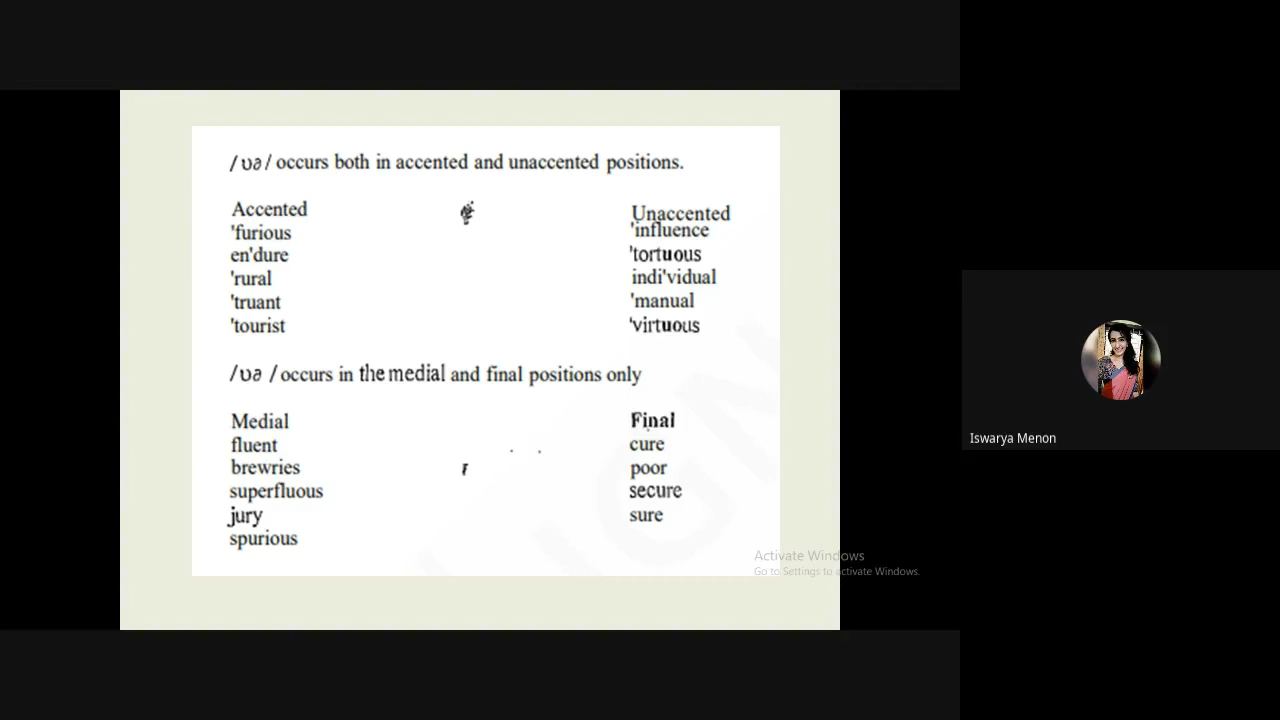 /ʊə/ occurs both in accented and unaccented positions.
Accented
'furious
en'dure
'rural
'truant
'tourist
Unaccented
'influence
'tortuous
indi'vidual
'manual
'virtuous
/ʊə / occurs in the medial and final positions only
Medial
fluent
brewries
superfluous
jury
spurious
Final
cure
poor
secure
sure
Activate Windows
Go to Settings to activate Windows.
Iswarya Menon